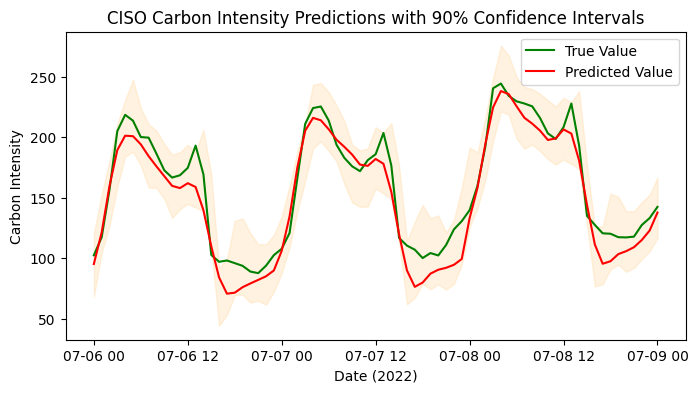 CISO Carbon Intensity Predictions with 90% Confidence Intervals
True Value
Predicted Value
Carbon Intensity
250
200
150
100
50
07-06 00
07-06 12
07-07 00
07-07 12
07-08 00
07-08 12
07-09 00
Date (2022)